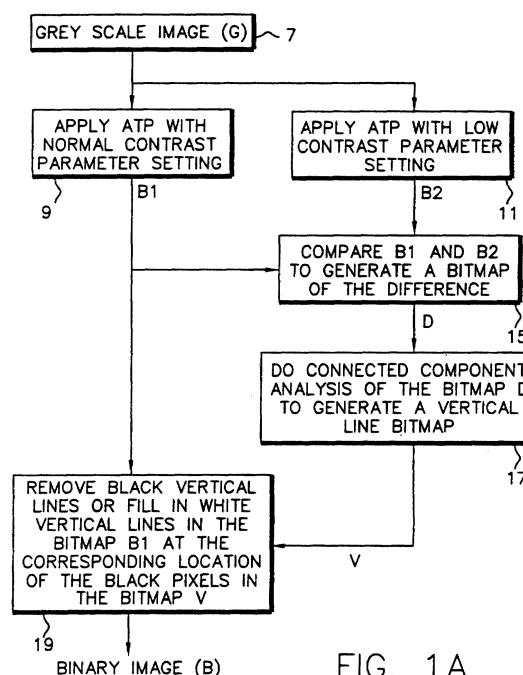 GREY SCALE IMAGE (G)
7
APPLY ATP WITH
NORMAL CONTRAST
PARAMETER SETTING
9
B1
APPLY ATP WITH LOW
CONTRAST PARAMETER
SETTING
B2
11
COMPARE B1 AND B2
TO GENERATE A BITMAP
OF THE DIFFERENCE
D
15
DO CONNECTED COMPONENT
ANALYSIS OF THE BITMAP D
TO GENERATE A VERTICAL
LINE BITMAP
17
REMOVE BLACK VERTICAL
LINES OR FILL IN WHITE
VERTICAL LINES IN THE
BITMAP B1 AT THE
CORRESPONDING LOCATION
OF THE BLACK PIXELS IN
THE BITMAP V
V
19
BINARY IMAGE (B)
FIG. 1A